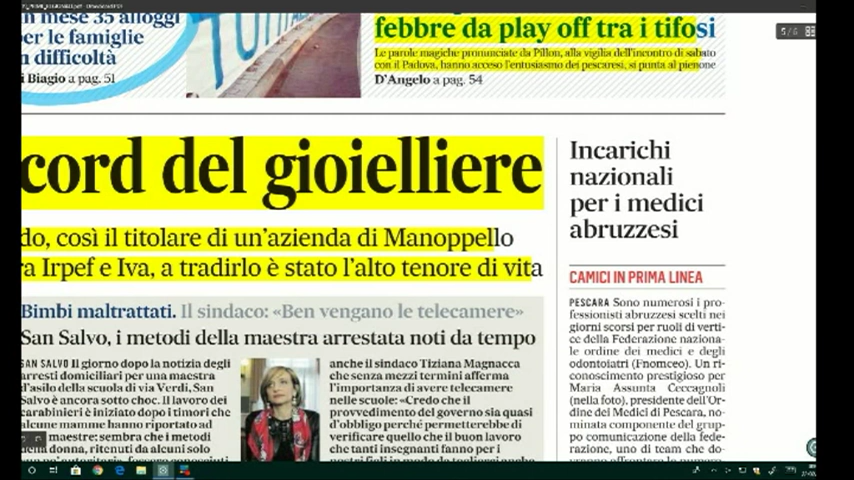 n mese 35 alloggi
per le famiglie
n difficoltà
i Biagio a pag. 51
febbre da play off tra i tifosi
Le parole magiche pronunciate da Pillon, alla vigilia dell'incontro di sabato
con il Padova, hanno acceso l'entusiasmo dei pescaresi, si punta al pienone
D'Angelo a pag. 54
5/6
cord del gioielliere
do, così il titolare di un'azienda di Manoppello
ra Irpef e Iva, a tradirlo è stato l'alto tenore di vita
Bimbi maltrattati. Il sindaco: «Ben vengano le telecamere»
San Salvo, i metodi della maestra arrestata noti da tempo
SAN SALVO Il giorno dopo la notizia degli
arresti domiciliari per una maestra
d'asilo della scuola di via Verdi, San
Salvo è ancora sotto choc. Il lavoro dei
carabinieri è iniziato dopo i timori che
alcune mamme hanno riportato ad
maestre: sembra che i metodi
della donna, ritenuti da alcuni solo
anche il sindaco Tiziana Magnacca
che senza mezzi termini afferma
l'importanza di avere telecamere
nelle scuole: «Credo che il
provvedimento del governo sia quasi
d'obbligo perché permetterebbe di
verificare quello che il buon lavoro
che tanti insegnanti fanno per i
Incarichi
nazionali
per i medici
abruzzesi
CAMICI IN PRIMA LINEA
PESCARA Sono numerosi i pro-
fessionisti abruzzesi scelti nei
giorni scorsi per ruoli di verti-
ce della Federazione naziona-
le ordine dei medici e degli
odontoiatri (Fnomceo). Un ri-
conoscimento prestigioso per
Maria Assunta Ceccagnoli
(nella foto), presidente dell'Or-
dine dei Medici di Pescara, no-
minata componente del grup-
po comunicazione della fede-
razione, uno di team che do-